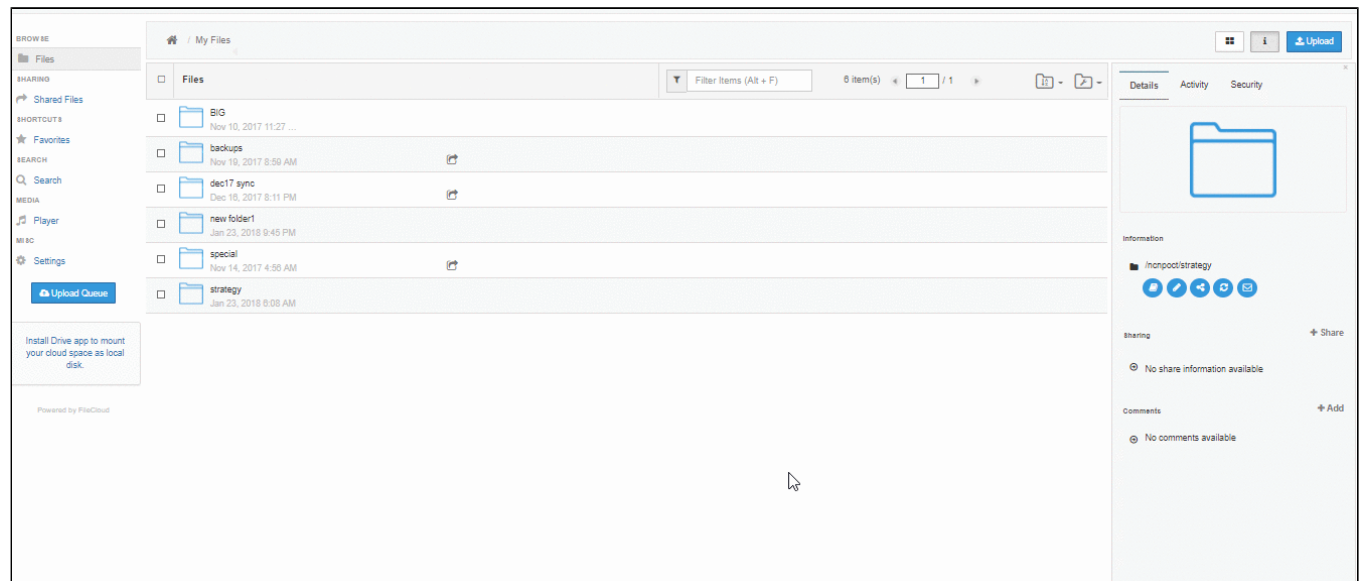 BROWSE
Files
SHARING
Shared Files
SHORTCUTS
Favorites
SEARCH
Search
MEDIA
Player
MISC
Settings
Upload Queue
Install Drive app to mount
your cloud space as local
disk.
Powered by FileCloud
/ My Files
i
Upload
Files
Filter Items (Alt + F)
6 item(s)
1 / 1
BIG
Nov 10, 2017 11:27 ...
backups
Nov 19, 2017 8:59 AM
dec17 sync
Dec 16, 2017 8:11 PM
new folder1
Jan 23, 2018 9:45 PM
special
Nov 14, 2017 4:56 AM
strategy
Jan 23, 2018 6:08 AM
Details Activity Security
Information
/ncnpoct/strategy
Sharing
+ Share
No share information available
Comments
+ Add
No comments available